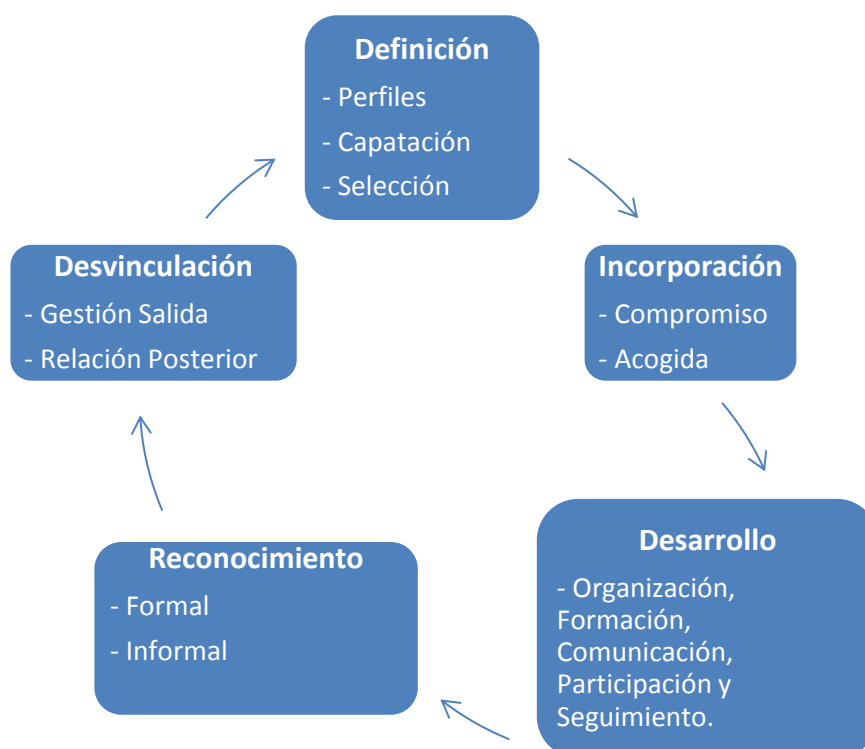 Definición
- Perfiles
- Capatación
- Selección
Incorporación
- Compromiso
- Acogida
Desarrollo
- Organización,
Formación,
Comunicación,
Participación y
Seguimiento.
Reconocimiento
- Formal
- Informal
Desvinculación
- Gestión Salida
- Relación Posterior